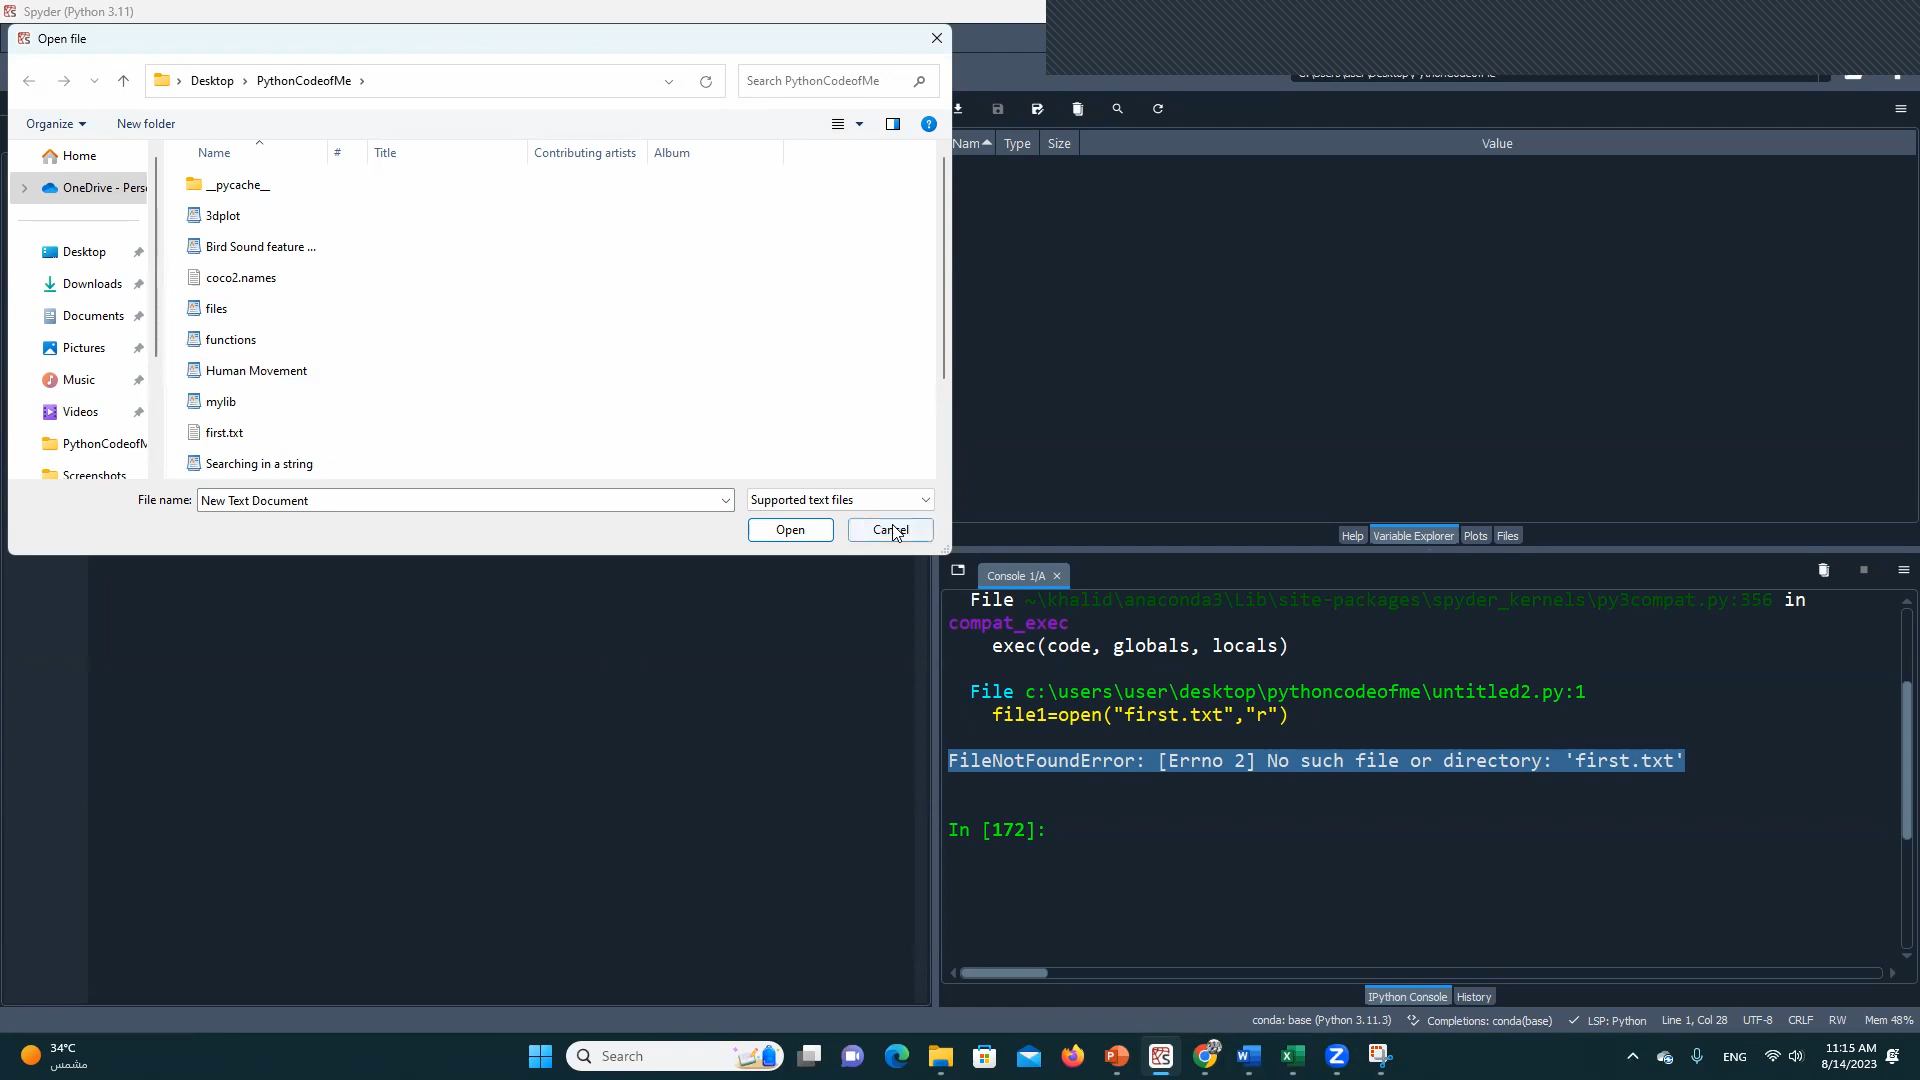 Spyder (Python 3.11)
Open file
Desktop
PythonCodeofMe
Search PythonCodeofMe
Organize
New folder
Home
OneDrive - Pers
Desktop
Downloads
Documents
Pictures
Music
Videos
PythonCodeofM
Screenshots
Name
#
Title
Contributing artists
Album
__pycache__
3dplot
Bird Sound feature ...
coco2.names
files
functions
Human Movement
mylib
first.txt
Searching in a string
File name:
New Text Document
Supported text files
Open
Cancel
Nam
Type
Size
Value
Help
Variable Explorer
Plots
Files
Console 1/A
File ~\khalid\anaconda3\Lib\site-packages\spyder_kernels\py3compat.py:356 in
compat_exec
exec(code, globals, locals)
File c:\users\user\desktop\pythoncodeofme\untitled2.py:1
file1=open("first.txt","r")
FileNotFoundError: [Errno 2] No such file or directory: 'first.txt'
In [172]:
IPython Console
History
conda: base (Python 3.11.3)
Completions: conda(base)
LSP: Python
Line 1, Col 28
UTF-8
CRLF
RW
Mem 48%
34°C
مشمس
Search
ENG
11:15 AM
8/14/2023